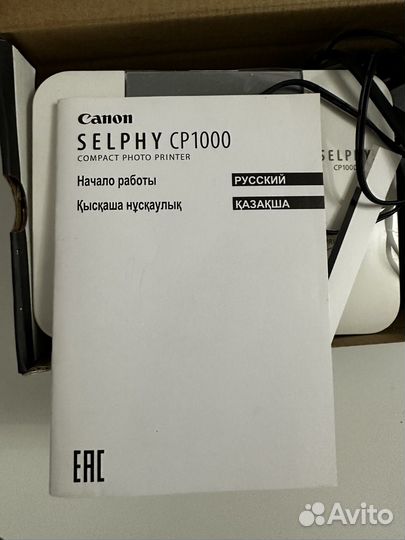 Canon
SELPHY CP1000
COMPACT PHOTO PRINTER
Начало работы РУССКИЙ
Қысқаша нұсқаулық ҚАЗАҚША
SELPHY
CP1000
EAC
Avito